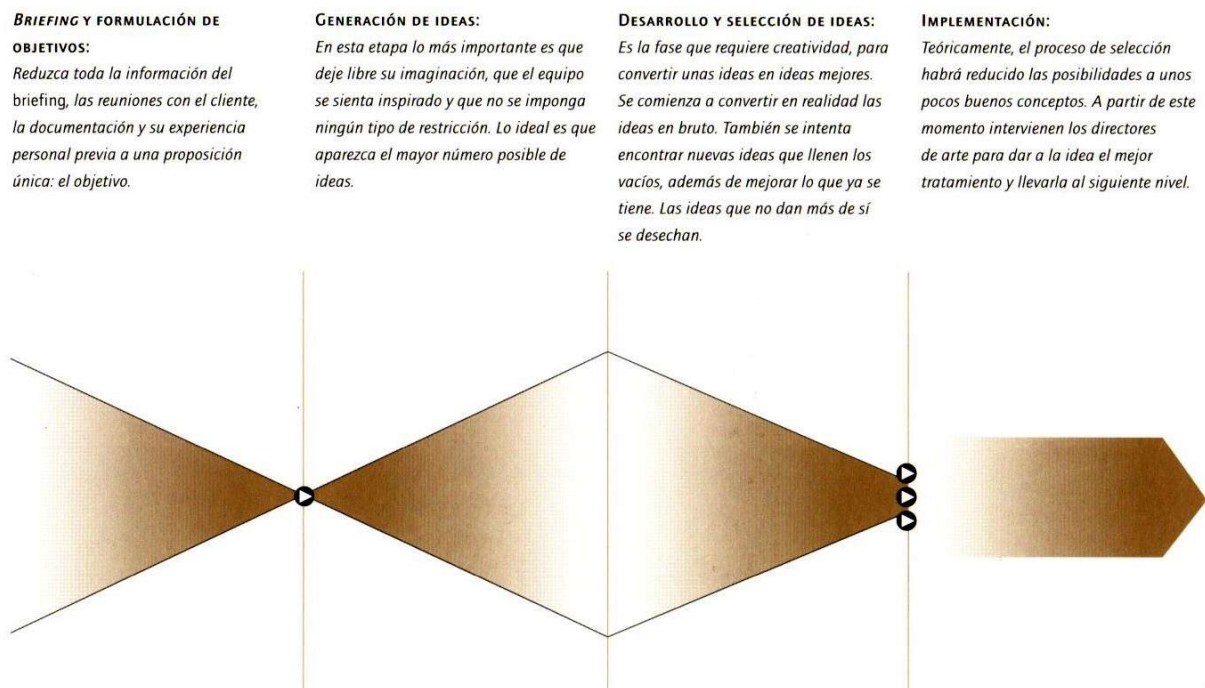 BRIEFING Y FORMULACIÓN DE
OBJETIVOS:
Reduzca toda la información del
briefing, las reuniones con el cliente,
la documentación y su experiencia
personal previa a una proposición
única: el objetivo.
GENERACIÓN DE IDEAS:
En esta etapa lo más importante es que
deje libre su imaginación, que el equipo
se sienta inspirado y que no se imponga
ningún tipo de restricción. Lo ideal es que
aparezca el mayor número posible de
ideas.
DESARROLLO Y SELECCIÓN DE IDEAS:
Es la fase que requiere creatividad, para
convertir unas ideas en ideas mejores.
Se comienza a convertir en realidad las
ideas en bruto. También se intenta
encontrar nuevas ideas que llenen los
vacíos, además de mejorar lo que ya se
tiene. Las ideas que no dan más de sí
se desechan.
IMPLEMENTACIÓN:
Teóricamente, el proceso de selección
habrá reducido las posibilidades a unos
pocos buenos conceptos. A partir de este
momento intervienen los directores
de arte para dar a la idea el mejor
tratamiento y llevarla al siguiente nivel.